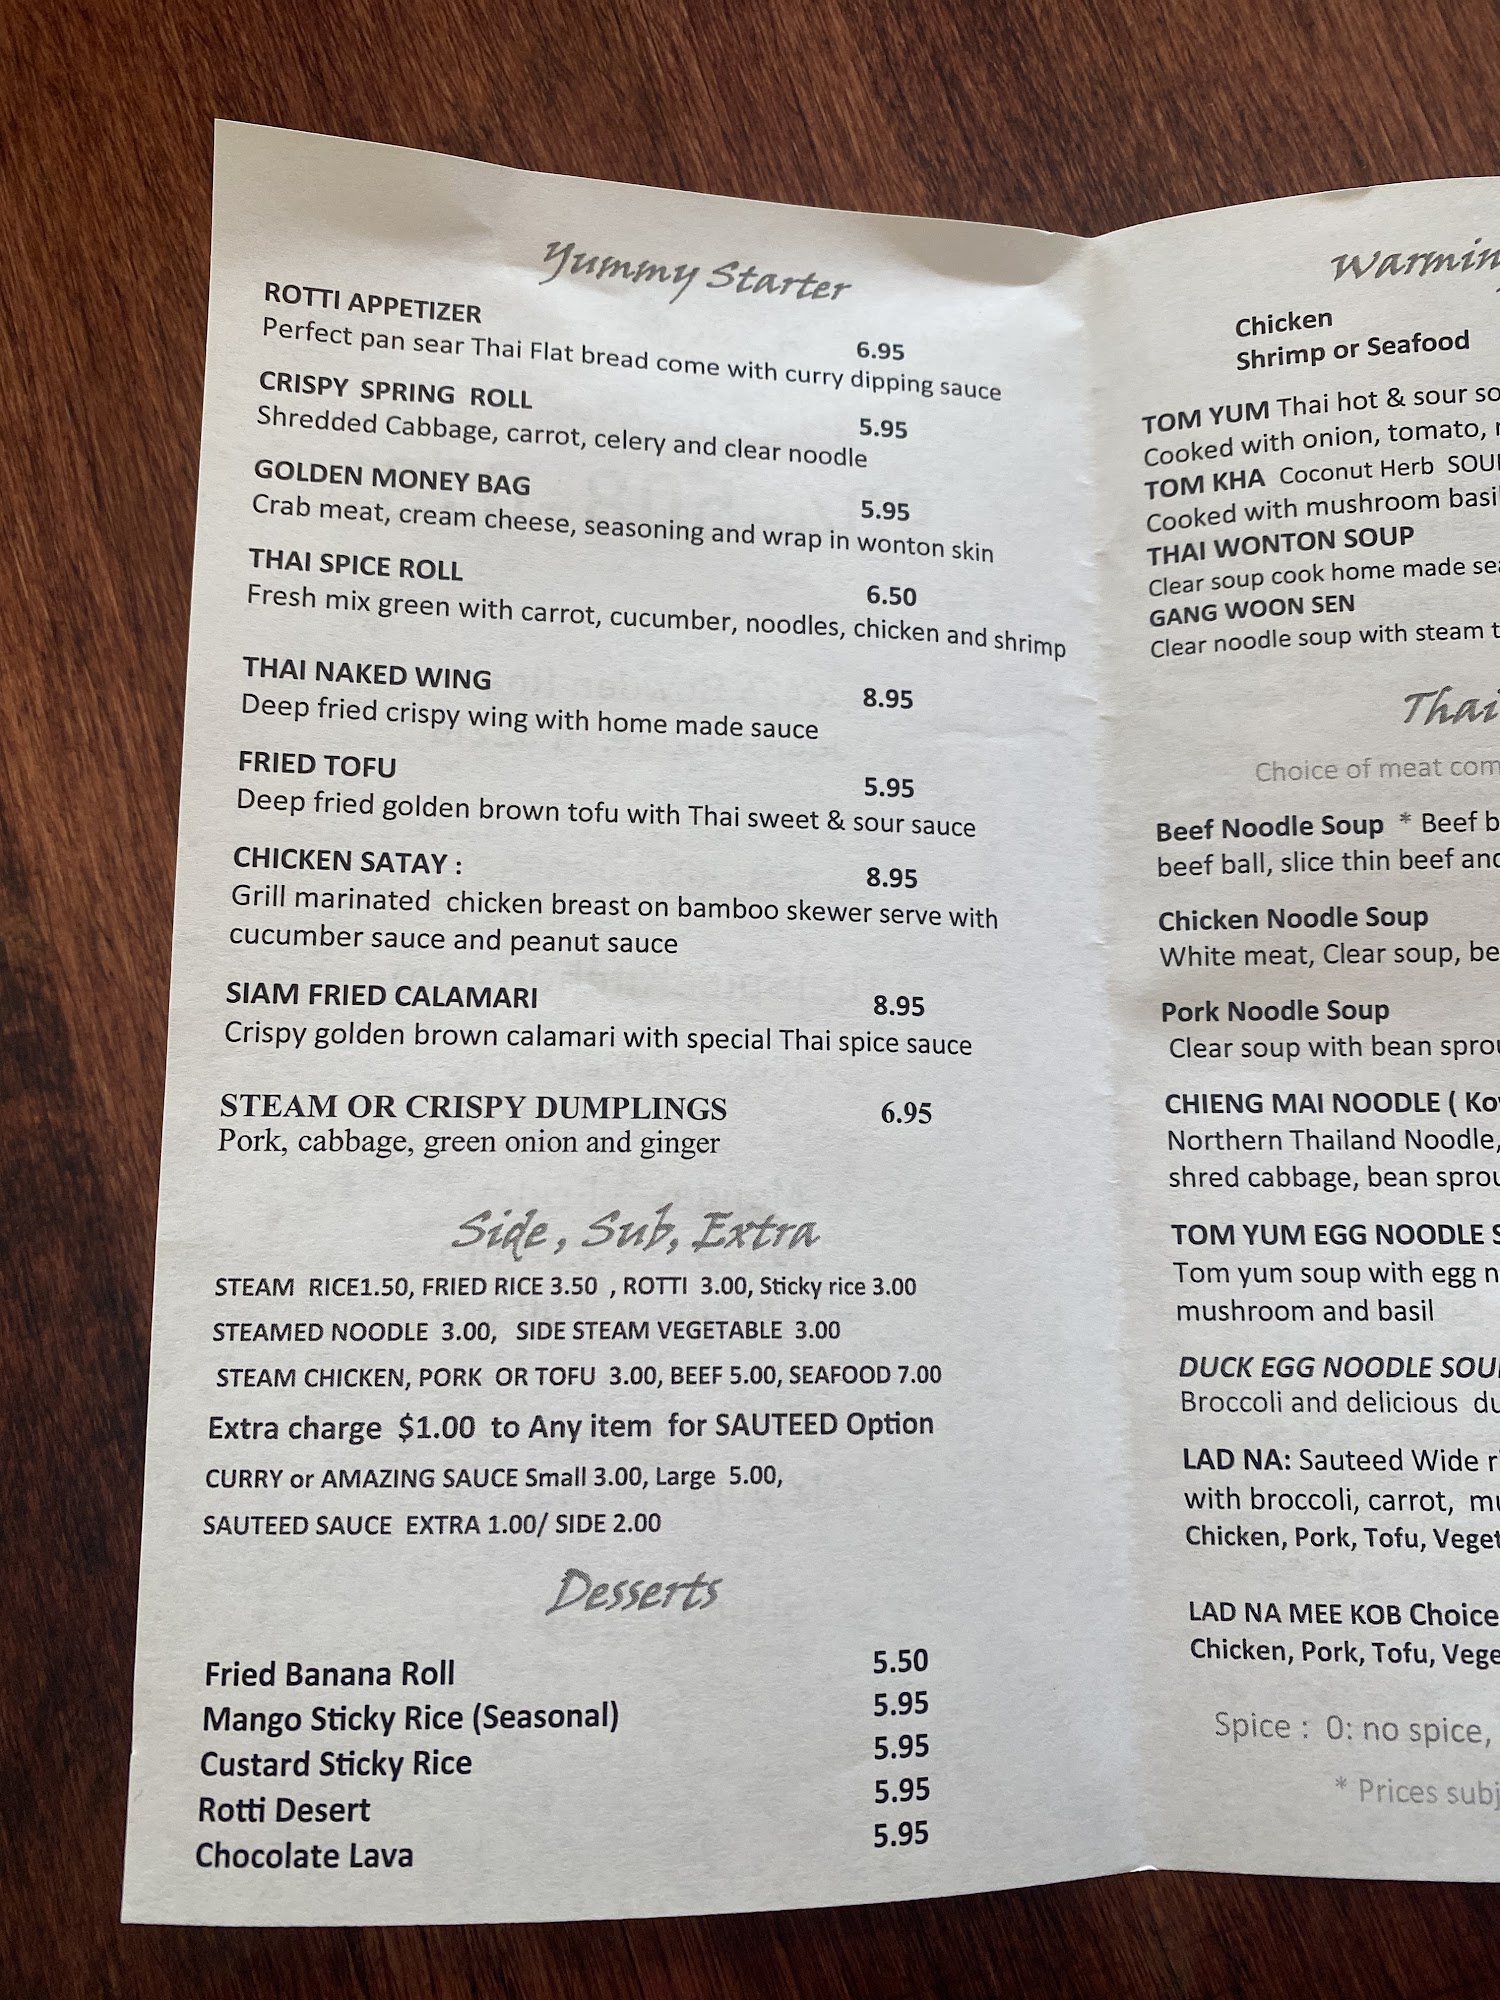 Yummy Starter
ROTTI APPETIZER 6.95
Perfect pan sear Thai Flat bread come with curry dipping sauce
CRISPY SPRING ROLL 5.95
Shredded Cabbage, carrot, celery and clear noodle
GOLDEN MONEY BAG 5.95
Crab meat, cream cheese, seasoning and wrap in wonton skin
THAI SPICE ROLL 6.50
Fresh mix green with carrot, cucumber, noodles, chicken and shrimp
THAI NAKED WING 8.95
Deep fried crispy wing with home made sauce
FRIED TOFU 5.95
Deep fried golden brown tofu with Thai sweet & sour sauce
CHICKEN SATAY : 8.95
Grill marinated chicken breast on bamboo skewer serve with
cucumber sauce and peanut sauce
SIAM FRIED CALAMARI 8.95
Crispy golden brown calamari with special Thai spice sauce
STEAM OR CRISPY DUMPLINGS 6.95
Pork, cabbage, green onion and ginger
Side, Sub, Extra
STEAM RICE1.50, FRIED RICE 3.50 , ROTTI 3.00, Sticky rice 3.00
STEAMED NOODLE 3.00, SIDE STEAM VEGETABLE 3.00
STEAM CHICKEN, PORK OR TOFU 3.00, BEEF 5.00, SEAFOOD 7.00
Extra charge $1.00 to Any item for SAUTEED Option
CURRY or AMAZING SAUCE Small 3.00, Large 5.00,
SAUTEED SAUCE EXTRA 1.00/ SIDE 2.00
Desserts
Fried Banana Roll 5.50
Mango Sticky Rice (Seasonal) 5.95
Custard Sticky Rice 5.95
Rotti Desert 5.95
Chocolate Lava 5.95
Chicken
Shrimp or Seafood
TOM YUM Thai hot & sour
Cooked with onion, tomato,
TOM KHA Coconut Herb
Cooked with mushroom
THAI WONTON SOUP
Clear soup cook home made
GANG WOON SEN
Clear noodle soup with steam
Thai
Choice of meat
Beef Noodle Soup * Beef
beef ball, slice thin beef
Chicken Noodle Soup
White meat, Clear soup,
Pork Noodle Soup
Clear soup with bean
CHIENG MAI NOODLE (
Northern Thailand Noodle,
shred cabbage, bean
TOM YUM EGG NOODLE
Tom yum soup with egg
mushroom and basil
DUCK EGG NOODLE
Broccoli and delicious
LAD NA: Sauteed Wide
with broccoli, carrot,
Chicken, Pork, Tofu,
LAD NA MEE KOB Choice
Chicken, Pork, Tofu,
Spice : 0: no spice,
* Prices